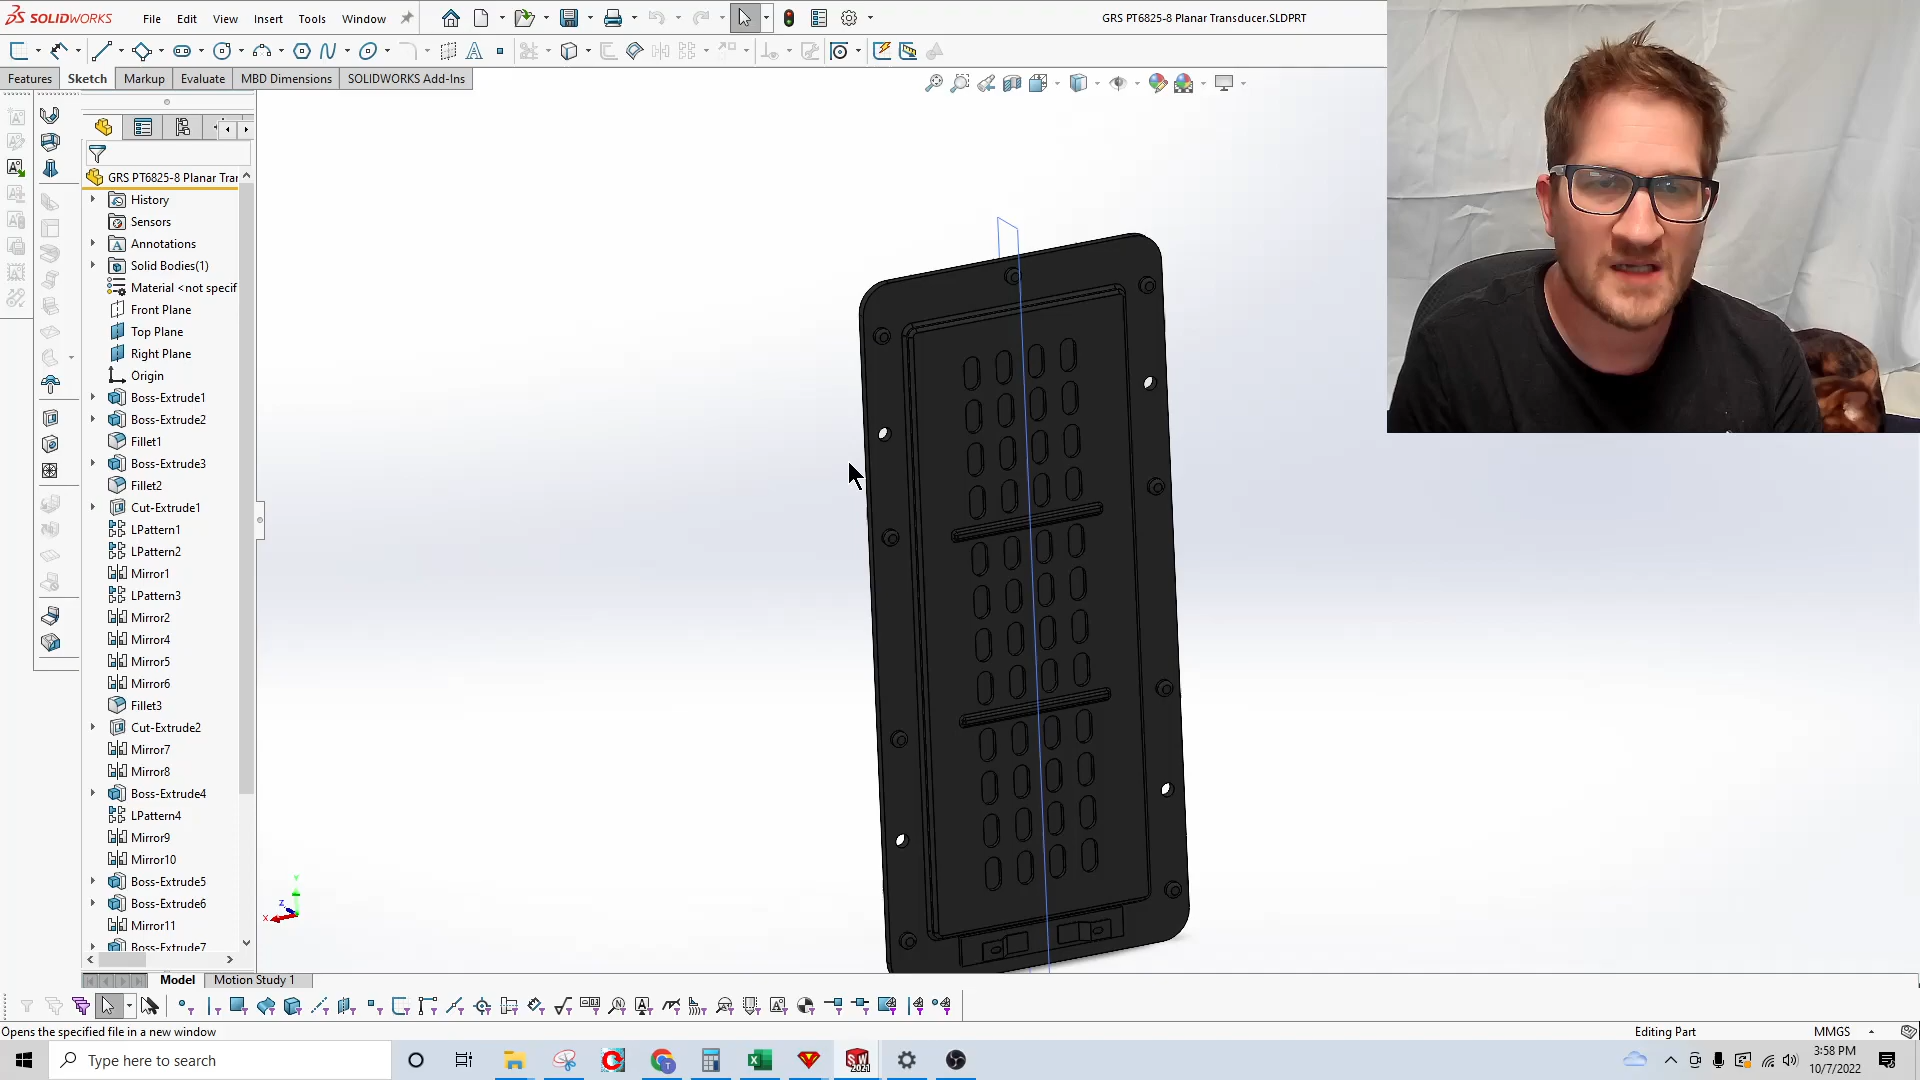 SOLIDWORKS
File Edit View Insert Tools Window
GRS PT6825-8 Planar Transducer.SLDPRT
Features Sketch Markup Evaluate MBD Dimensions SOLIDWORKS Add-Ins
GRS PT6825-8 Planar Trar
History
Sensors
Annotations
Solid Bodies(1)
Material <not specif
Front Plane
Top Plane
Right Plane
Origin
Boss-Extrude1
Boss-Extrude2
Fillet1
Boss-Extrude3
Fillet2
Cut-Extrude1
LPattern1
LPattern2
Mirror1
LPattern3
Mirror2
Mirror4
Mirror5
Mirror6
Fillet3
Cut-Extrude2
Mirror7
Mirror8
Boss-Extrude4
LPattern4
Mirror9
Mirror10
Boss-Extrude5
Boss-Extrude6
Mirror11
Boss-Extrude7
Y
Z
X
Model Motion Study 1
Opens the specified file in a new window
Editing Part MMGS
Type here to search
3:58 PM
10/7/2022